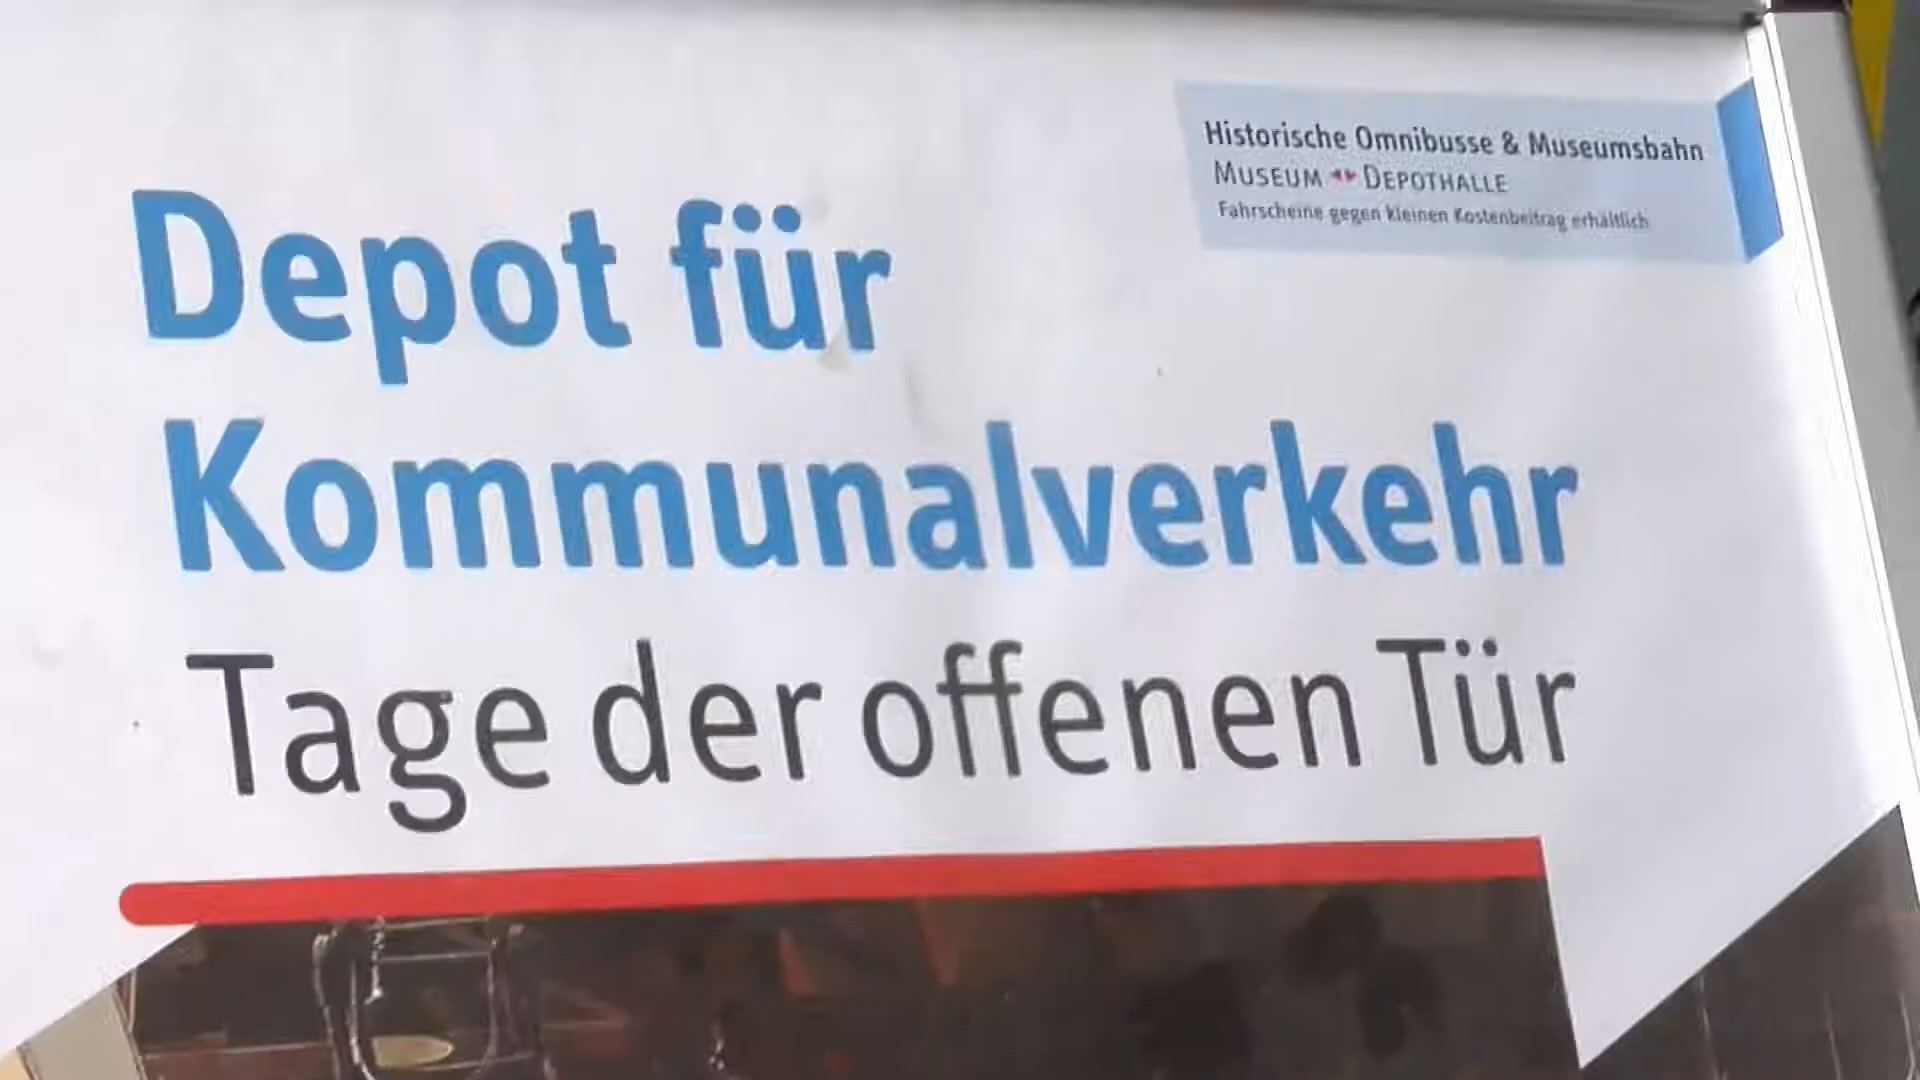 Historische Omnibusse & Museumsbahn
MUSEUM DEPOTHALLE
Fahrscheine gegen kleinen Kostenbeitrag erhältlich
Depot für
Kommunalverkehr
Tage der offenen Tür